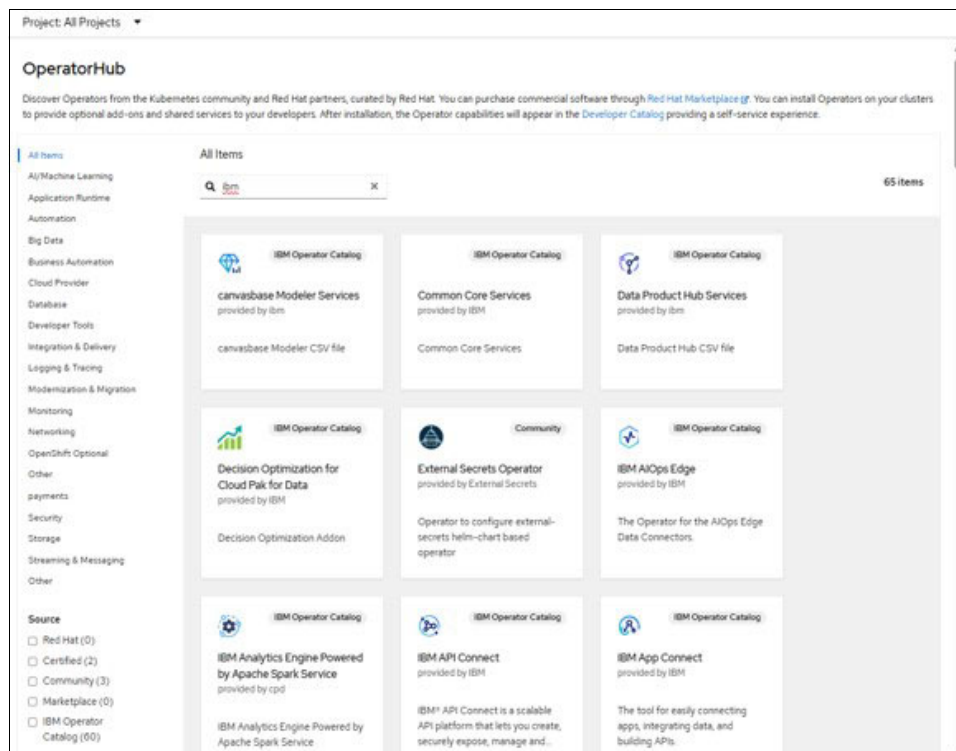 Project: All Projects
OperatorHub
Discover Operators from the Kubernetes community and Red Hat partners, curated by Red Hat. You can purchase commercial software through Red Hat Marketplace. You can install Operators on your clusters
to provide optional add-ons and shared services to your developers. After installation, the Operator capabilities will appear in the Developer Catalog providing a self-service experience.
All Items
AI/Machine Learning
Application Runtime
Automation
Big Data
Business Automation
Cloud Provider
Database
Developer Tools
Integration & Delivery
Logging & Tracing
Modernization & Migration
Monitoring
Networking
OpenShift Optional
Other
payments
Security
Storage
Streaming & Messaging
Other
Source
Red Hat (0)
Certified (2)
Community (3)
Marketplace (0)
IBM Operator
Catalog (60)
All Items
ibm
65 items
IBM Operator Catalog
canvasbase Modeler Services
provided by ibm
canvasbase Modeler CSV file
IBM Operator Catalog
Common Core Services
provided by IBM
Common Core Services
IBM Operator Catalog
Data Product Hub Services
provided by ibm
Data Product Hub CSV file
IBM Operator Catalog
Decision Optimization for
Cloud Pak for Data
provided by IBM
Decision Optimization Addon
Community
External Secrets Operator
provided by External Secrets
Operator to configure external-
secrets helm-chart based
operator
IBM Operator Catalog
IBM AIOps Edge
provided by IBM
The Operator for the AIOps Edge
Data Connectors.
IBM Operator Catalog
IBM Analytics Engine Powered
by Apache Spark Service
provided by cpd
IBM Analytics Engine Powered by
Apache Spark Service
IBM Operator Catalog
IBM API Connect
provided by IBM
IBM® API Connect is a scalable
API platform that lets you create,
securely expose, manage and...
IBM Operator Catalog
IBM App Connect
provided by IBM
The tool for easily connecting
apps, integrating data, and
building APIs.